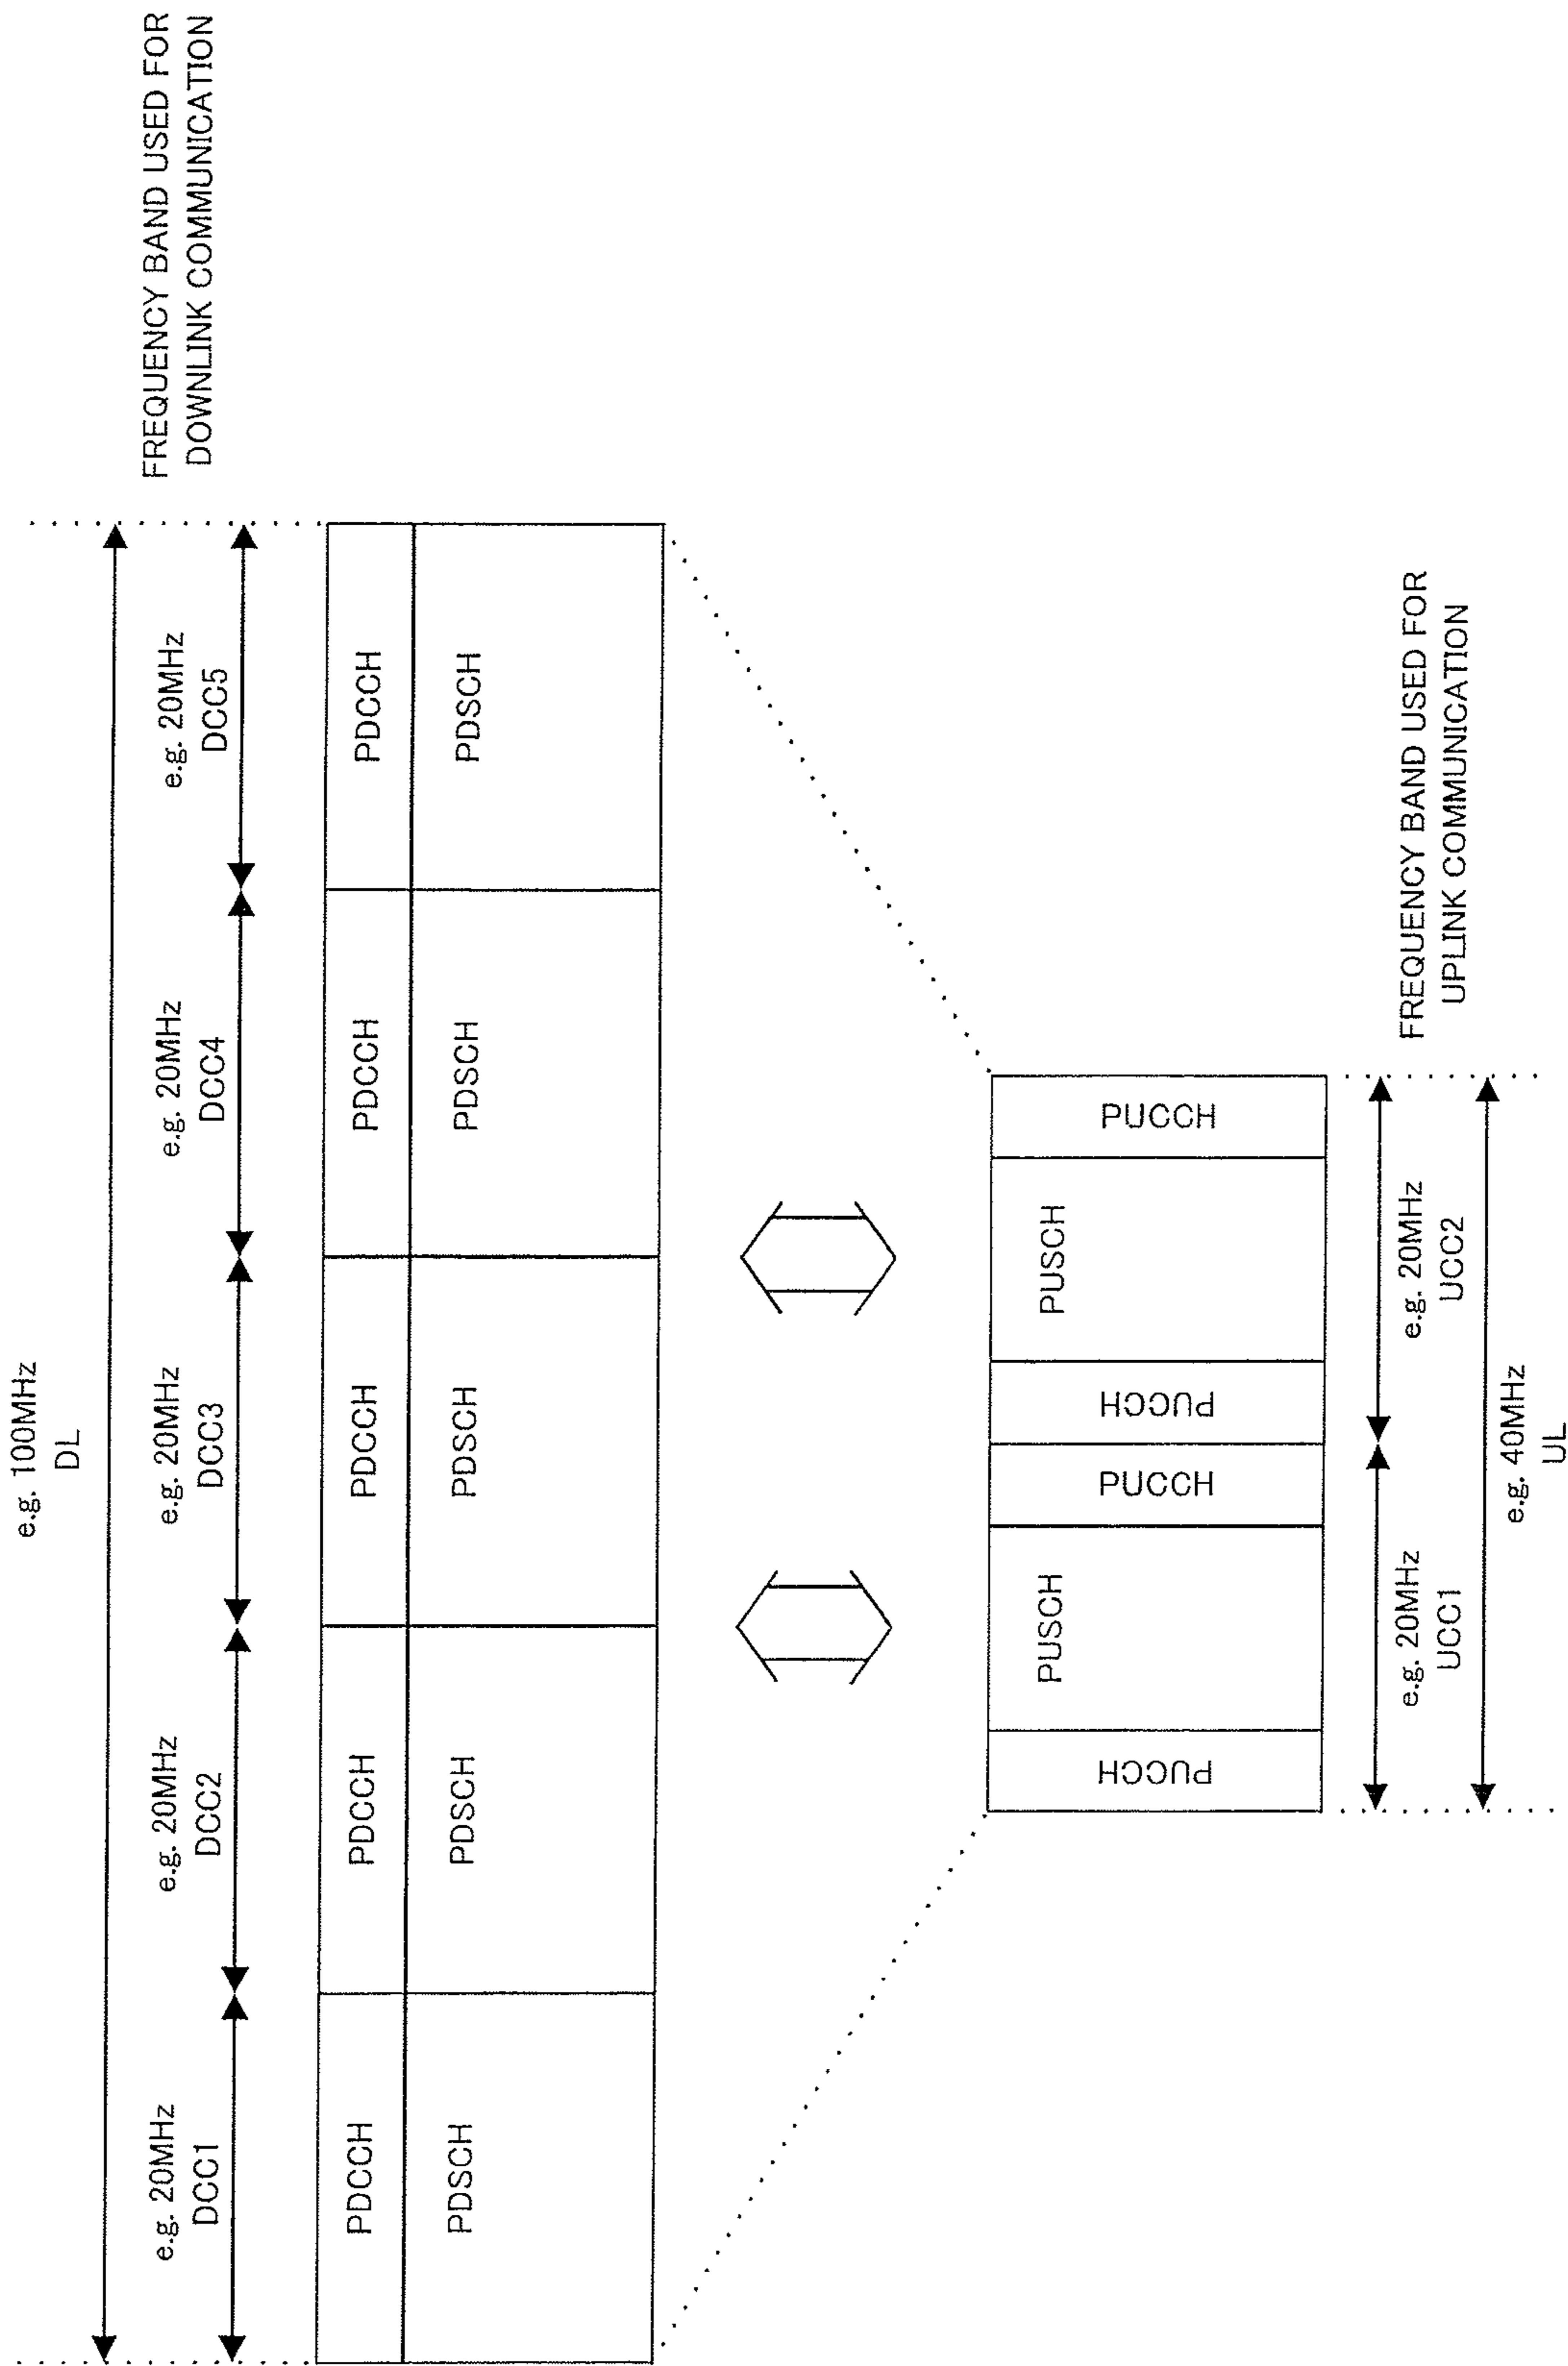 e.g. 100MHz
DL
FREQUENCY BAND USED FOR
DOWNLINK COMMUNICATION
e.g. 20MHz
DCC1
e.g. 20MHz
DCC2
e.g. 20MHz
DCC3
e.g. 20MHz
DCC4
e.g. 20MHz
DCC5
PDCCH
PDCCH
PDCCH
PDCCH
PDCCH
PDSCH
PDSCH
PDSCH
PDSCH
PDSCH
PUCCH
PUSCH
PUCCH
PUCCH
PUSCH
PUCCH
e.g. 20MHz
UCC1
e.g. 20MHz
UCC2
FREQUENCY BAND USED FOR
UPLINK COMMUNICATION
e.g. 40MHz
UL